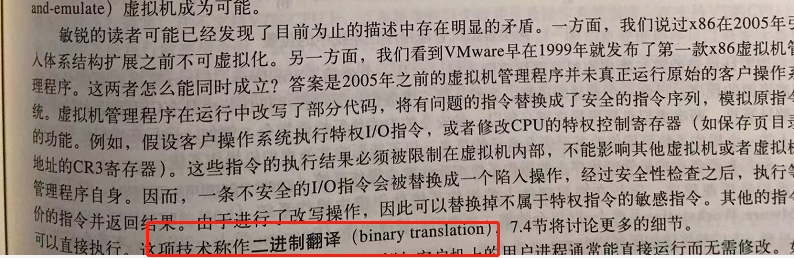 and-emulate）虚拟机成为可能。
敏锐的读者可能已经发现了目前为止的描述中存在明显的矛盾。一方面，我们说过x86在2005年引
人体系结构扩展之前不可虚拟化。另一方面，我们看到VMware早在1999年就发布了第一款x86虚拟机管
理程序。这两者怎么能同时成立？答案是2005年之前的虚拟机管理程序并未真正运行原始的客户操作系
统。虚拟机管理程序在运行中改写了部分代码，将有问题的指令替换成了安全的指令序列，模拟原指令
的功能。例如，假设客户操作系统执行特权I/O指令，或者修改CPU的特权控制寄存器（如保存页目录
地址的CR3寄存器）。这些指令的执行结果必须被限制在虚拟机内部，不能影响其他虚拟机或者虚拟机
管理程序自身。因而，一条不安全的I/O指令会被替换成一个陷入操作，经过安全性检查之后，执行等
价的指令并返回结果。由于进行了改写操作，因此可以替换掉不属于特权指令的敏感指令。其他的指
可以直接执行。这项技术称作二进制翻译（binary translation），7.4节将讨论更多的细节。
客户机上的用户进程通常能直接运行而无需修改。